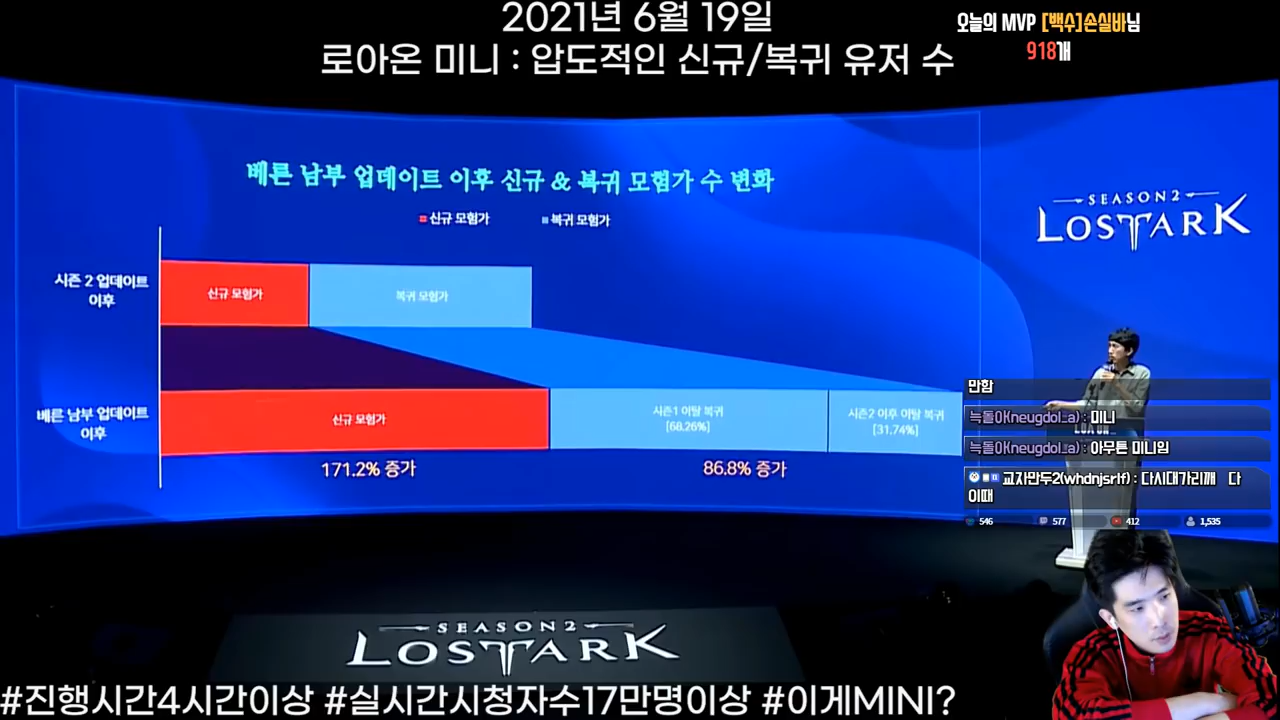 2021년 6월 19일
로아온 미니 : 압도적인 신규/복귀 유저 수
오늘의 MVP [백수]손실바님
918개
베른 남부 업데이트 이후 신규 & 복귀 모험가 수 변화
신규 모험가
복귀 모험가
SEASON 2
LOST ARK
시즌 2 업데이트
이후
신규 모험가
복귀 모험가
베른 남부 업데이트
이후
신규 모험가
시즌1 이탈 복귀
[68.26%]
시즌2 이후 이탈 복귀
[31.74%]
171.2% 증가
86.8% 증가
만함
늑돌아(neugdol_a) : 미니
늑돌아(neugdol_a) : 아무튼 미니임
교자만두2(whdnjsrlf) : 다시대가리깨 다
이때
546 577 412 1,535
SEASON 2
LOST ARK
#진행시간4시간이상 #실시간시청자수17만명이상 #이게MINI?